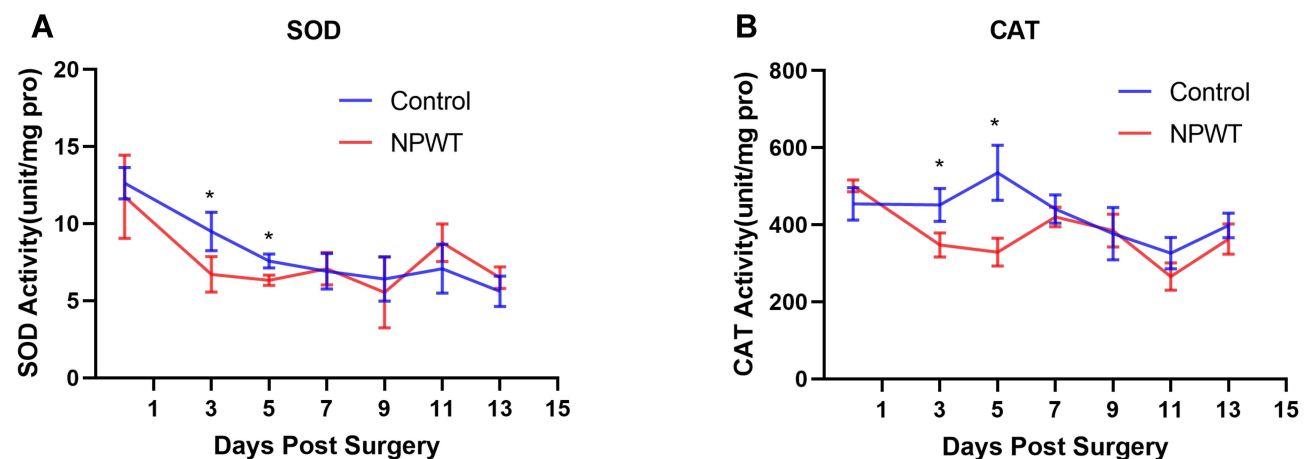 A
SOD
SOD Activity(unit/mg pro)
20
15
10
5
0
Control
NPWT
*
*
1 3 5 7 9 11 13 15
Days Post Surgery
B
CAT
CAT Activity(unit/mg pro)
800
600
400
200
0
Control
NPWT
*
*
1 3 5 7 9 11 13 15
Days Post Surgery